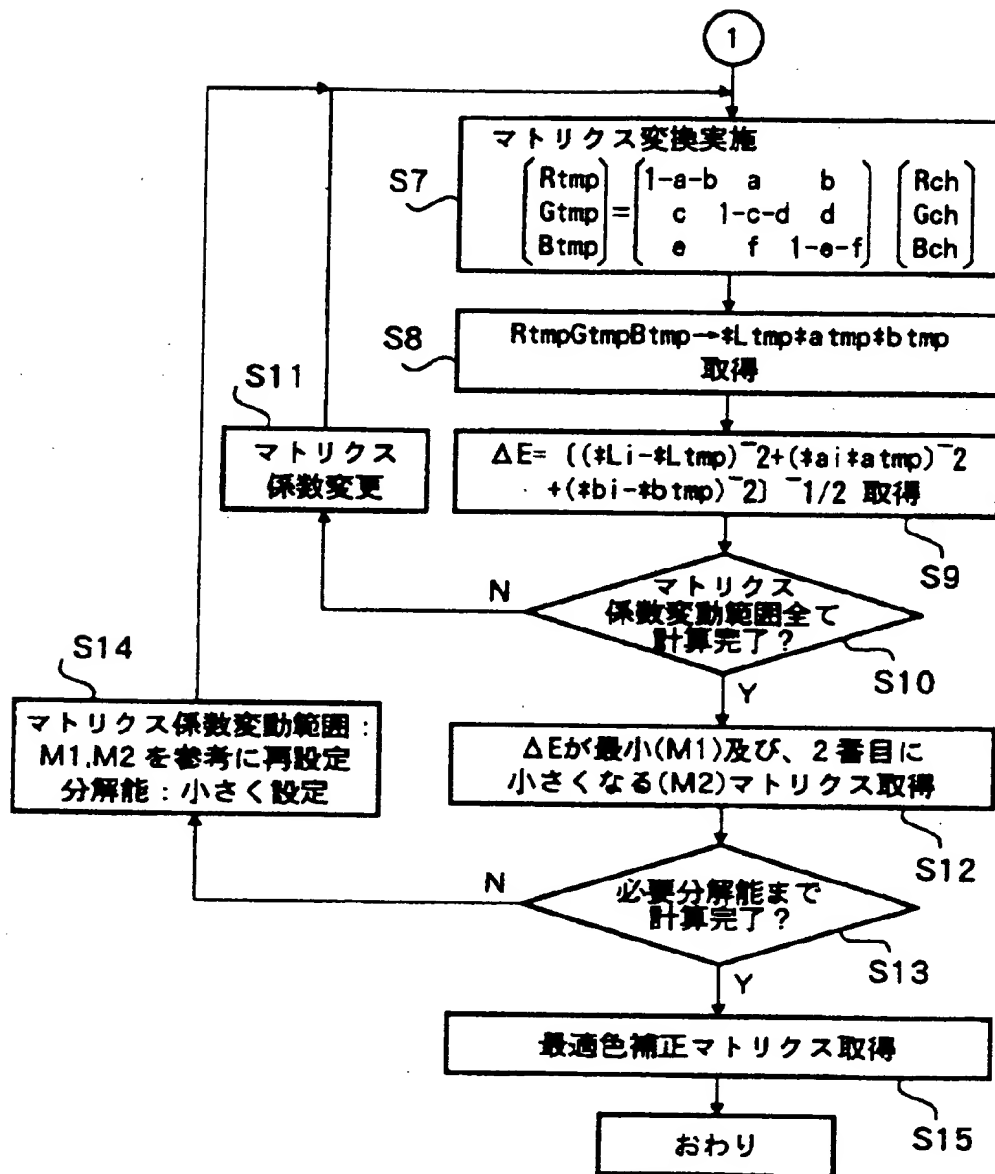 1
マトリクス変換実施
S7
Rtmp 1-a-b a b Rch
Gtmp = c 1-c-d d Gch
Btmp e f 1-e-f Bch
S8
RtmpGtmpBtmp→*Ltmp*atmp*btmp
取得
S11
マトリクス
係数変更
ΔE= [(*Li-*Ltmp)¯2+(*ai*atmp)¯2
+(*bi-*btmp)¯2] ¯1/2 取得
S9
N
マトリクス
係数変動範囲全て
計算完了?
S10
Y
S14
マトリクス係数変動範囲:
M1,M2 を参考に再設定
分解能:小さく設定
ΔEが最小(M1)及び、2番目に
小さくなる(M2)マトリクス取得
S12
N
必要分解能まで
計算完了?
S13
Y
最適色補正マトリクス取得
S15
おわり